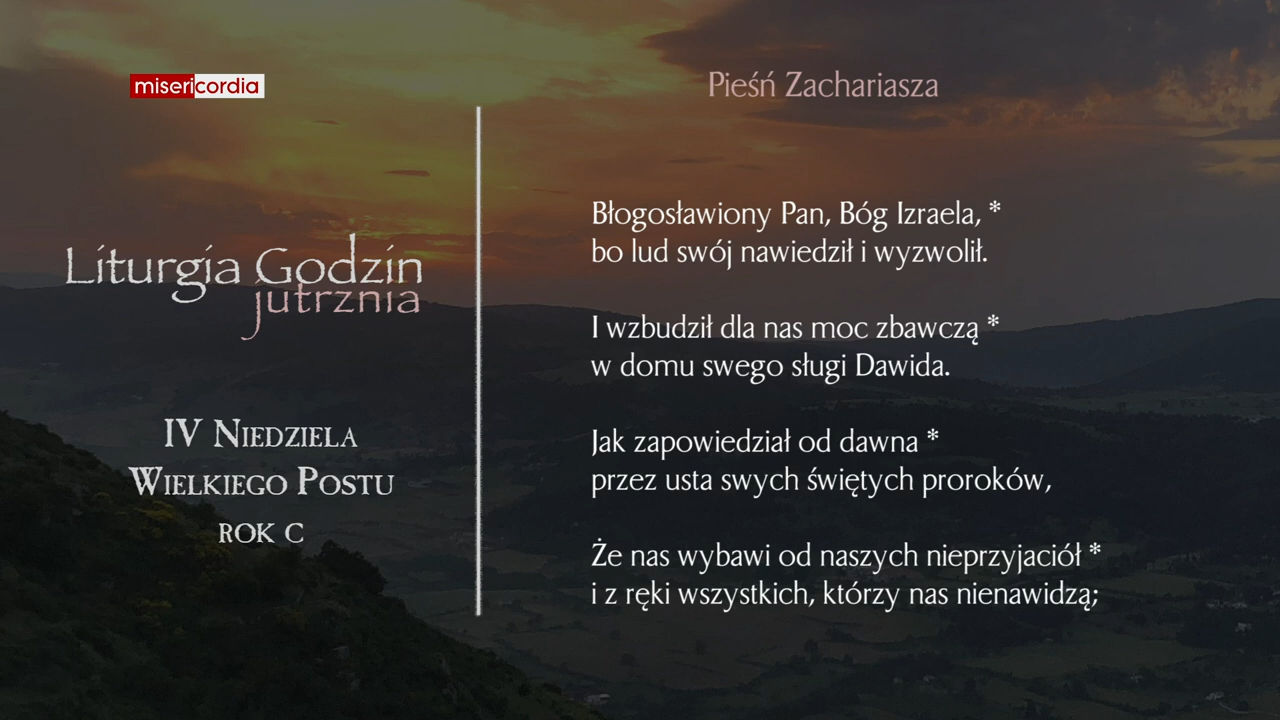 misericordia
Liturgia Godzin
jutrznia
IV Niedziela
Wielkiego Postu
rok C
Pieśń Zachariasza
Błogosławiony Pan, Bóg Izraela, *
bo lud swój nawiedził i wyzwolił.
I wzbudził dla nas moc zbawczą *
w domu swego sługi Dawida.
Jak zapowiedział od dawna *
przez usta swych świętych proroków,
Że nas wybawi od naszych nieprzyjaciół *
i z ręki wszystkich, którzy nas nienawidzą;